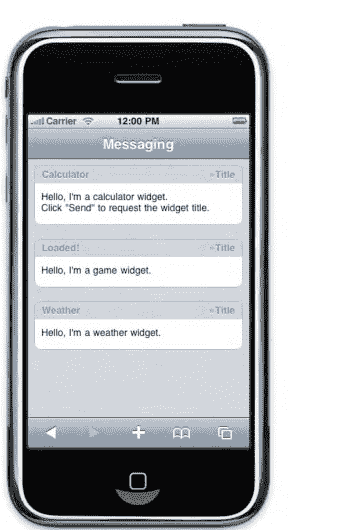 Carrier 12:00 PM
Messaging
Calculator »Title
Hello, I'm a calculator widget.
Click "Send" to request the widget title.
Loaded! »Title
Hello, I'm a game widget.
Weather »Title
Hello, I'm a weather widget.